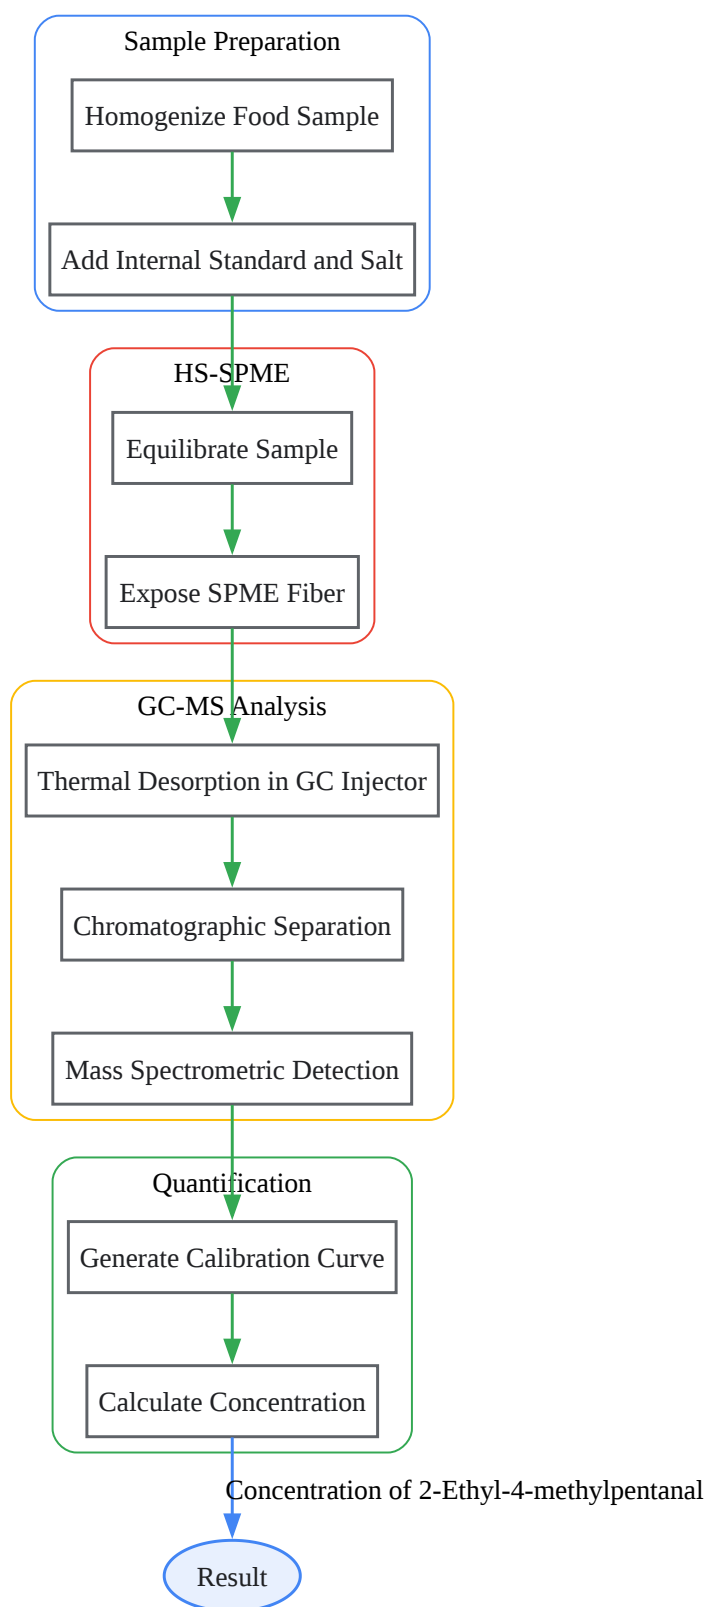 Sample Preparation
Homogenize Food Sample
Add Internal Standard and Salt
HS-SPME
Equilibrate Sample
Expose SPME Fiber
GC-MS Analysis
Thermal Desorption in GC Injector
Chromatographic Separation
Mass Spectrometric Detection
Quantification
Generate Calibration Curve
Calculate Concentration
Concentration of 2-Ethyl-4-methylpentanal
Result